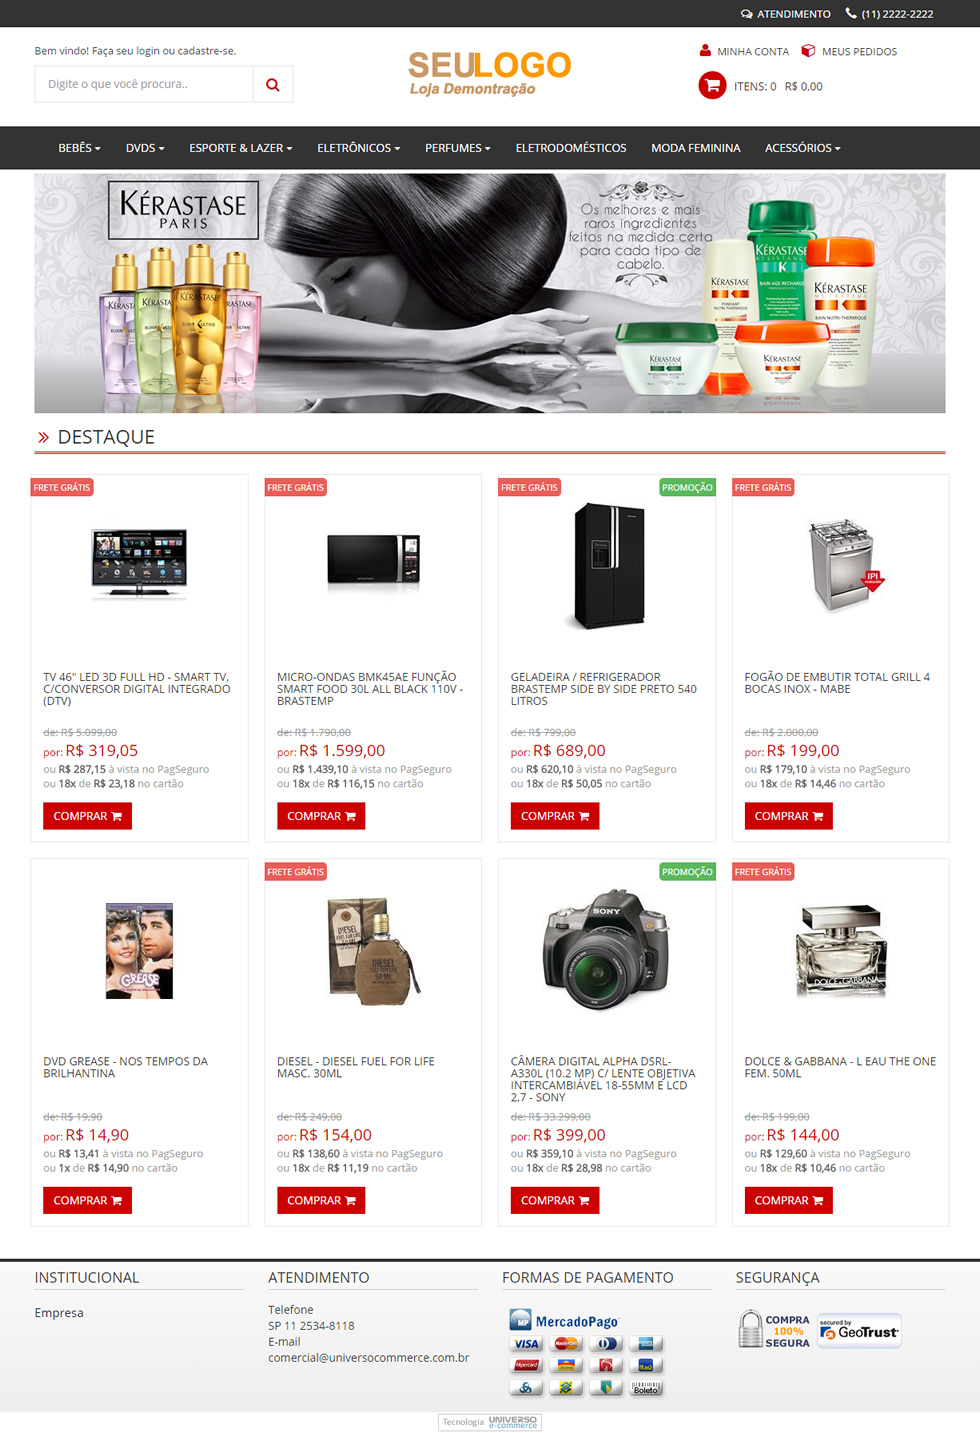 ATENDIMENTO (11) 2222-2222
Bem vindo! Faça seu login ou cadastre-se.
Digite o que você procura..
SEULOGO
Loja Demontração
MINHA CONTA MEUS PEDIDOS
ITENS: 0 R$ 0,00
BEBÊS DVDS ESPORTE & LAZER ELETRÔNICOS PERFUMES ELETRODOMÉSTICOS MODA FEMININA ACESSÓRIOS
KÉRASTASE
PARIS
Os melhores e mais
raros ingredientes
feitos na medida certa
para cada tipo de
cabelo.
DESTAQUE
FRETE GRÁTIS
TV 46" LED 3D FULL HD - SMART TV,
C/CONVERSOR DIGITAL INTEGRADO
(DTV)
de: R$ 5.099,00
por: R$ 319,05
ou R$ 287,15 à vista no PagSeguro
ou 18x de R$ 23,18 no cartão
COMPRAR
FRETE GRÁTIS
MICRO-ONDAS BMK45AE FUNÇÃO
SMART FOOD 30L ALL BLACK 110V -
BRASTEMP
de: R$ 1.790,00
por: R$ 1.599,00
ou R$ 1.439,10 à vista no PagSeguro
ou 18x de R$ 116,15 no cartão
COMPRAR
FRETE GRÁTIS PROMOÇÃO
GELADEIRA / REFRIGERADOR
BRASTEMP SIDE BY SIDE PRETO 540
LITROS
de: R$ 799,00
por: R$ 689,00
ou R$ 620,10 à vista no PagSeguro
ou 18x de R$ 50,05 no cartão
COMPRAR
FRETE GRÁTIS
IPI
FOGÃO DE EMBUTIR TOTAL GRILL 4
BOCAS INOX - MABE
de: R$ 2.000,00
por: R$ 199,00
ou R$ 179,10 à vista no PagSeguro
ou 18x de R$ 14,46 no cartão
COMPRAR
GREASE
DVD GREASE - NOS TEMPOS DA
BRILHANTINA
de: R$ 19,90
por: R$ 14,90
ou R$ 13,41 à vista no PagSeguro
ou 1x de R$ 14,90 no cartão
COMPRAR
FRETE GRÁTIS
DIESEL - DIESEL FUEL FOR LIFE
MASC. 30ML
de: R$ 249,00
por: R$ 154,00
ou R$ 138,60 à vista no PagSeguro
ou 18x de R$ 11,19 no cartão
COMPRAR
PROMOÇÃO
SONY
CÂMERA DIGITAL ALPHA DSRL-
A330L (10.2 MP) C/ LENTE OBJETIVA
INTERCAMBIÁVEL 18-55MM E LCD
2,7 - SONY
de: R$ 33.299,00
por: R$ 399,00
ou R$ 359,10 à vista no PagSeguro
ou 18x de R$ 28,98 no cartão
COMPRAR
FRETE GRÁTIS
DOLCE & GABBANA - L EAU THE ONE
FEM. 50ML
de: R$ 199,00
por: R$ 144,00
ou R$ 129,60 à vista no PagSeguro
ou 18x de R$ 10,46 no cartão
COMPRAR
INSTITUCIONAL
Empresa
ATENDIMENTO
Telefone
SP 11 2534-8118
E-mail
comercial@universocommerce.com.br
FORMAS DE PAGAMENTO
MP MercadoPago
VISA
Hipercard
itaú
Boleto
SEGURANÇA
COMPRA
100%
SEGURA
secured by
GeoTrust
Tecnologia UNIVERSO
e-commerce